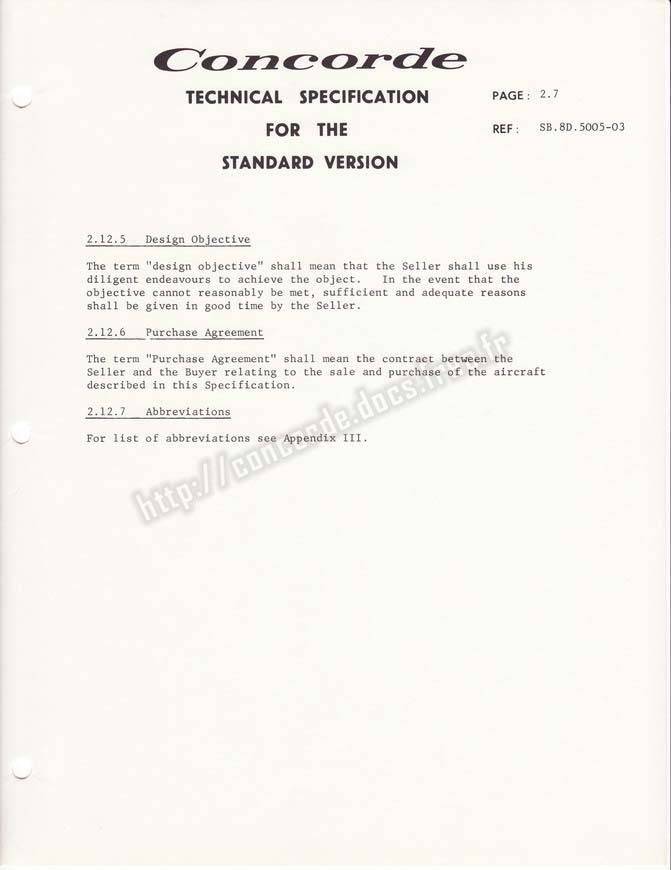 Concorde
TECHNICAL SPECIFICATION
FOR THE
STANDARD VERSION
PAGE: 2.7
REF: SB.8D.5005-03
2.12.5 Design Objective
The term "design objective" shall mean that the Seller shall use his
diligent endeavours to achieve the object. In the event that the
objective cannot reasonably be met, sufficient and adequate reasons
shall be given in good time by the Seller.
2.12.6 Purchase Agreement
The term "Purchase Agreement" shall mean the contract between the
Seller and the Buyer relating to the sale and purchase of the aircraft
described in this Specification.
2.12.7 Abbreviations
For list of abbreviations see Appendix III.
http://concorde.docs.free.fr